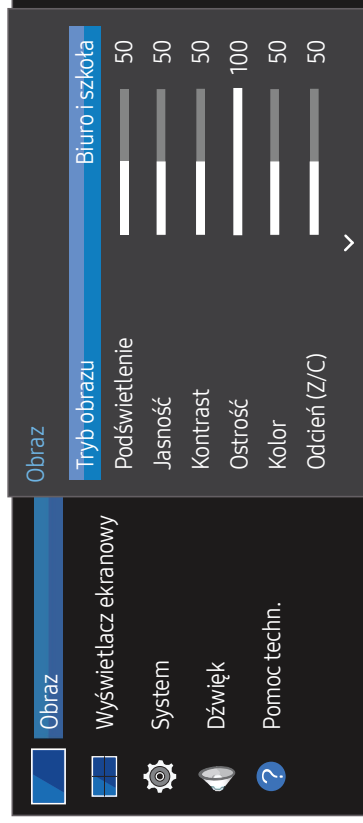 Obraz
Wyświetlacz ekranowy
System
Dźwięk
Pomoc techn.
Obraz
Tryb obrazu Biuro i szkoła
Podświetlenie 50
Jasność 50
Kontrast 50
Ostrość 100
Kolor 50
Odcień (Z/C) 50